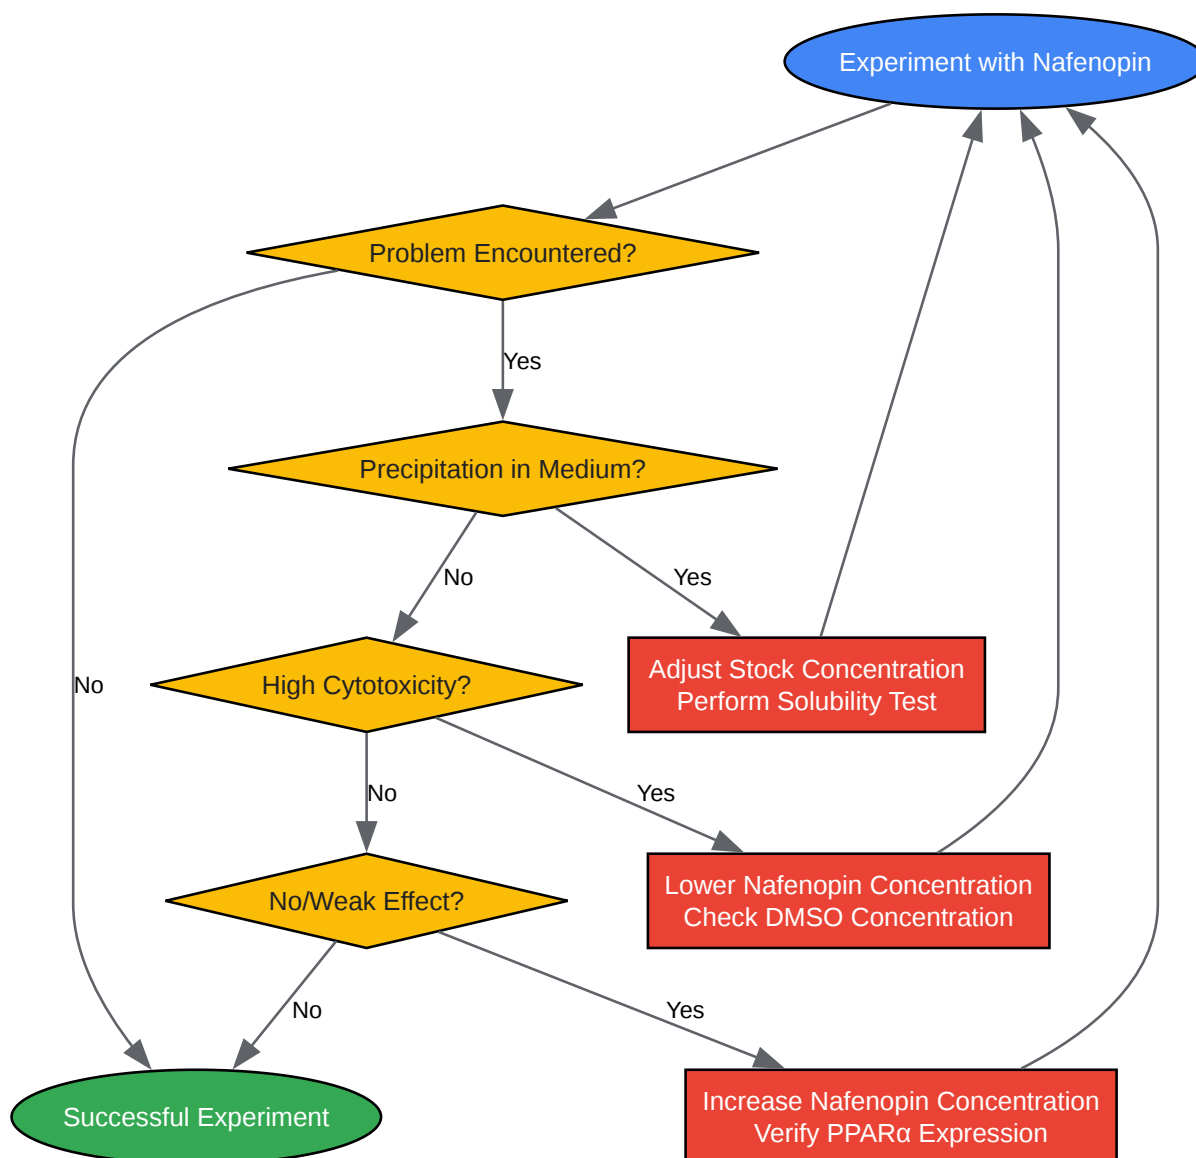 Experiment with Nafenopin
Problem Encountered?
Yes
Precipitation in Medium?
No
Yes
Adjust Stock Concentration
Perform Solubility Test
High Cytotoxicity?
No
No
Yes
Lower Nafenopin Concentration
Check DMSO Concentration
No/Weak Effect?
No
Yes
Increase Nafenopin Concentration
Verify PPARα Expression
Successful Experiment